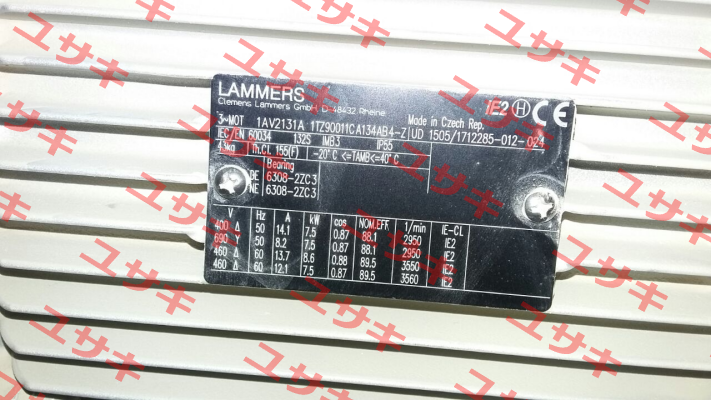 LAMMERS
Clemens Lammers GmbH, D-48432 Rheine
IE2 H CE
Made in Czech Rep.
3~MOT 1AV2131A 1TZ90011CA134AB4-Z UD 1505/1712285-012-024
IEC/EN 60034 132S IMB3 IP55
43kg Th.Cl. 155(F) -20°C <=TAMB<=40°C
Bearing
DE 6308-2ZC3
NE 6308-2ZC3
V Hz A kW cos NOM.EFF 1/min IE-CL
400 Δ 50 14.1 7.5 0.87 88.1 2950 IE2
690 Y 50 8.2 7.5 0.87 88.1 2950 IE2
460 Δ 60 13.7 8.6 0.88 89.5 3550 IE2
460 Δ 60 12.1 7.5 0.87 89.5 3560 IE2
ユサキ
ユサキ
ユサキ
ユサキ
ユサキ
ユサキ
ユサキ
ユサキ
ユサキ